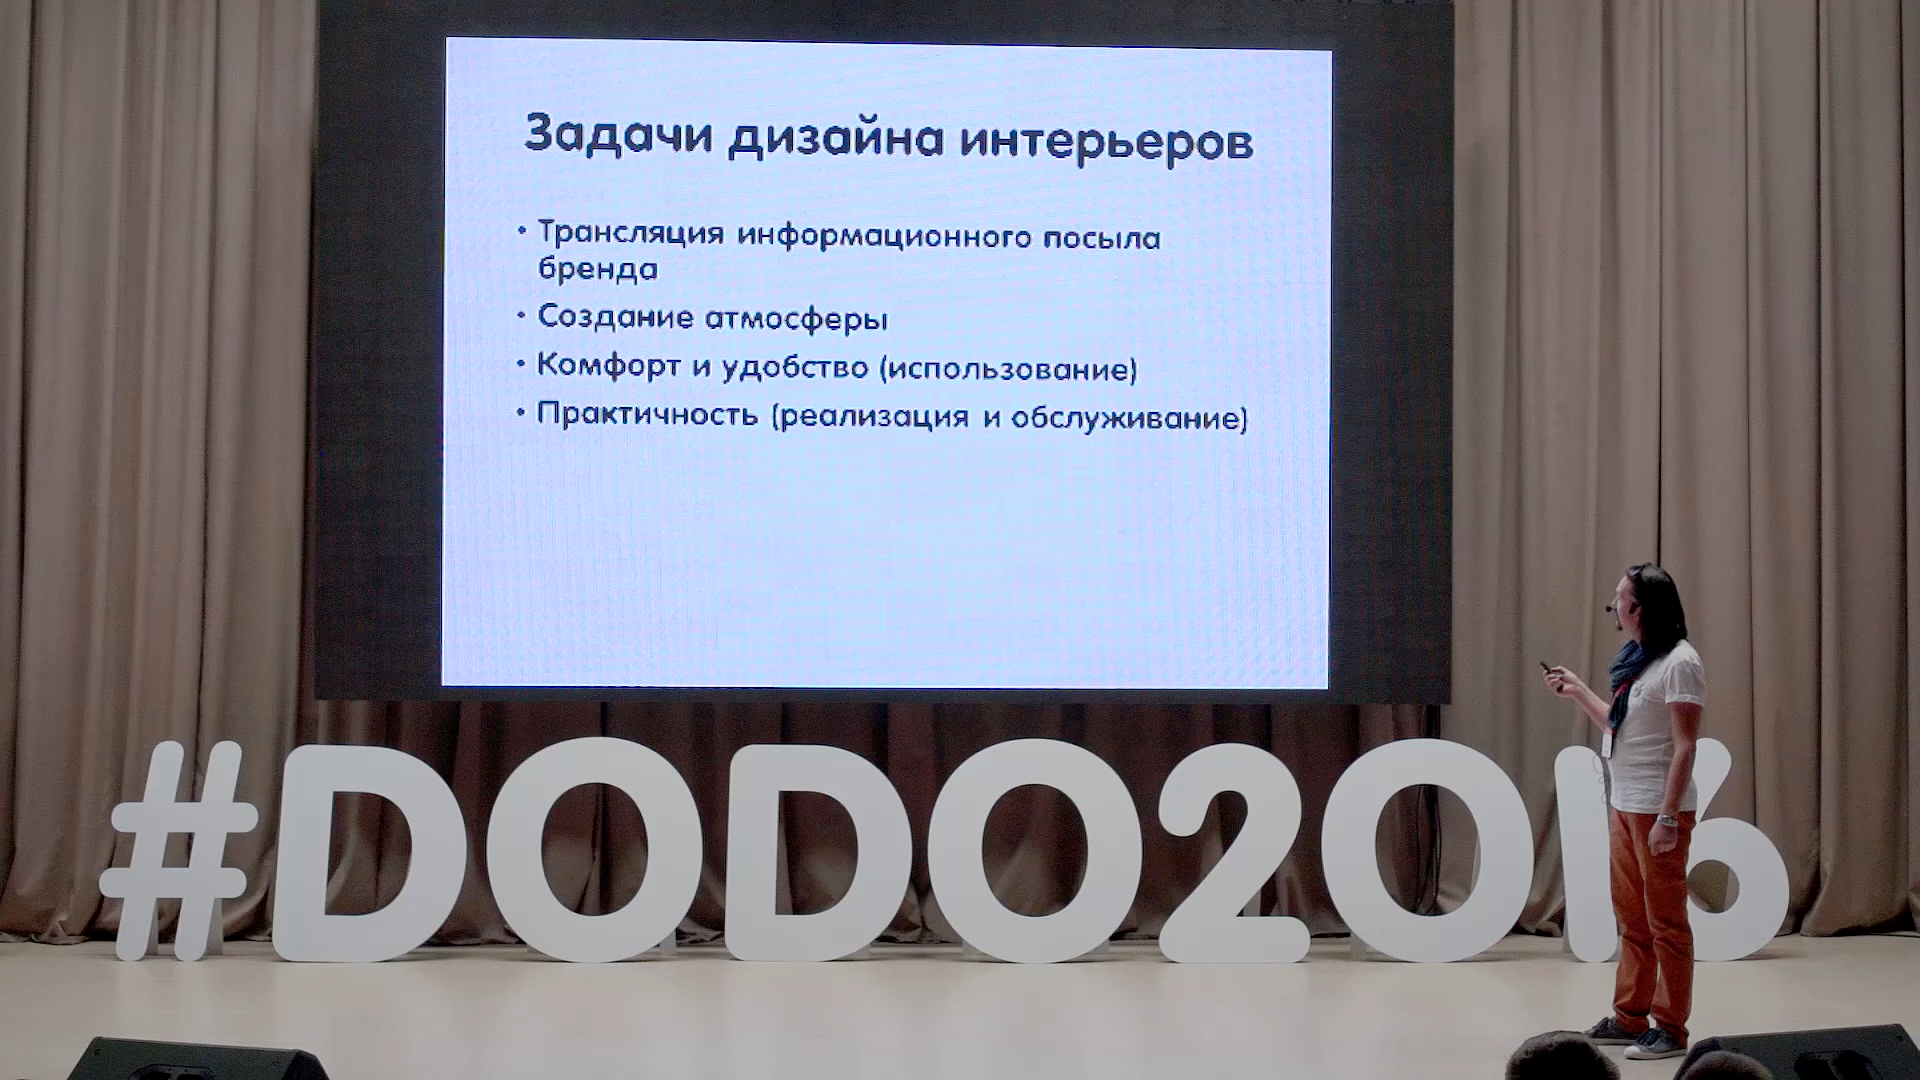 Задачи дизайна интерьеров
• Трансляция информационного посыла
бренда
• Создание атмосферы
• Комфорт и удобство (использование)
• Практичность (реализация и обслуживание)
#DODO2016